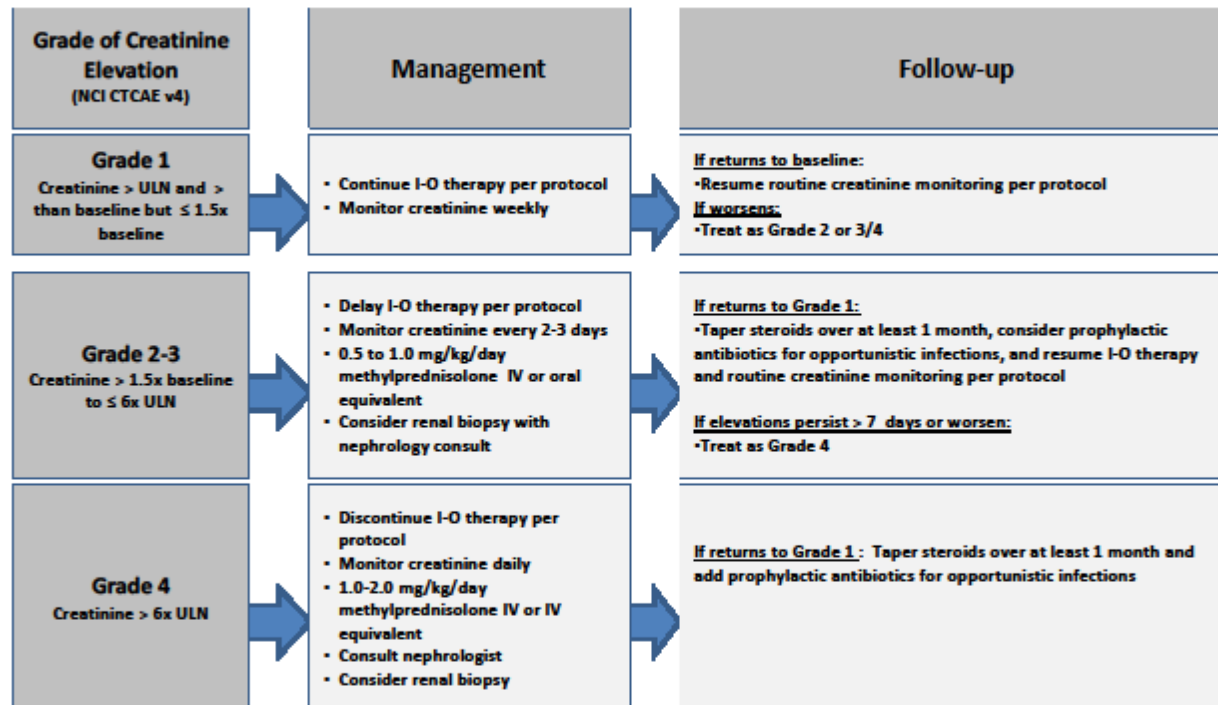 Grade of Creatinine
Elevation
(NCI CTCAE v4)
Management
Follow-up
Grade 1
Creatinine > ULN and >
than baseline but ≤ 1.5x
baseline
▪ Continue I-O therapy per protocol
▪ Monitor creatinine weekly
If returns to baseline:
•Resume routine creatinine monitoring per protocol
If worsens:
•Treat as Grade 2 or 3/4
Grade 2-3
Creatinine > 1.5x baseline
to ≤ 6x ULN
▪ Delay I-O therapy per protocol
▪ Monitor creatinine every 2-3 days
▪ 0.5 to 1.0 mg/kg/day
methylprednisolone IV or oral
equivalent
▪ Consider renal biopsy with
nephrology consult
If returns to Grade 1:
•Taper steroids over at least 1 month, consider prophylactic
antibiotics for opportunistic infections, and resume I-O therapy
and routine creatinine monitoring per protocol
If elevations persist > 7 days or worsen:
•Treat as Grade 4
Grade 4
Creatinine > 6x ULN
▪ Discontinue I-O therapy per
protocol
▪ Monitor creatinine daily
▪ 1.0-2.0 mg/kg/day
methylprednisolone IV or IV
equivalent
▪ Consult nephrologist
▪ Consider renal biopsy
If returns to Grade 1 : Taper steroids over at least 1 month and
add prophylactic antibiotics for opportunistic infections